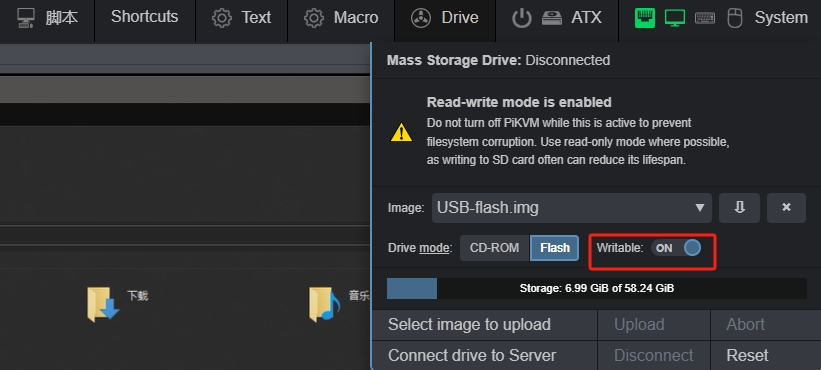 脚本 Shortcuts Text Macro Drive ATX System
Mass Storage Drive: Disconnected
Read-write mode is enabled
Do not turn off PiKVM while this is active to prevent
filesystem corruption. Use read-only mode where possible,
as writing to SD card often can reduce its lifespan.
Image: USB-flash.img
Drive mode: CD-ROM Flash Writable: ON
Storage: 6.99 GiB of 58.24 GiB
下载 音乐
Select image to upload Upload Abort
Connect drive to Server Disconnect Reset